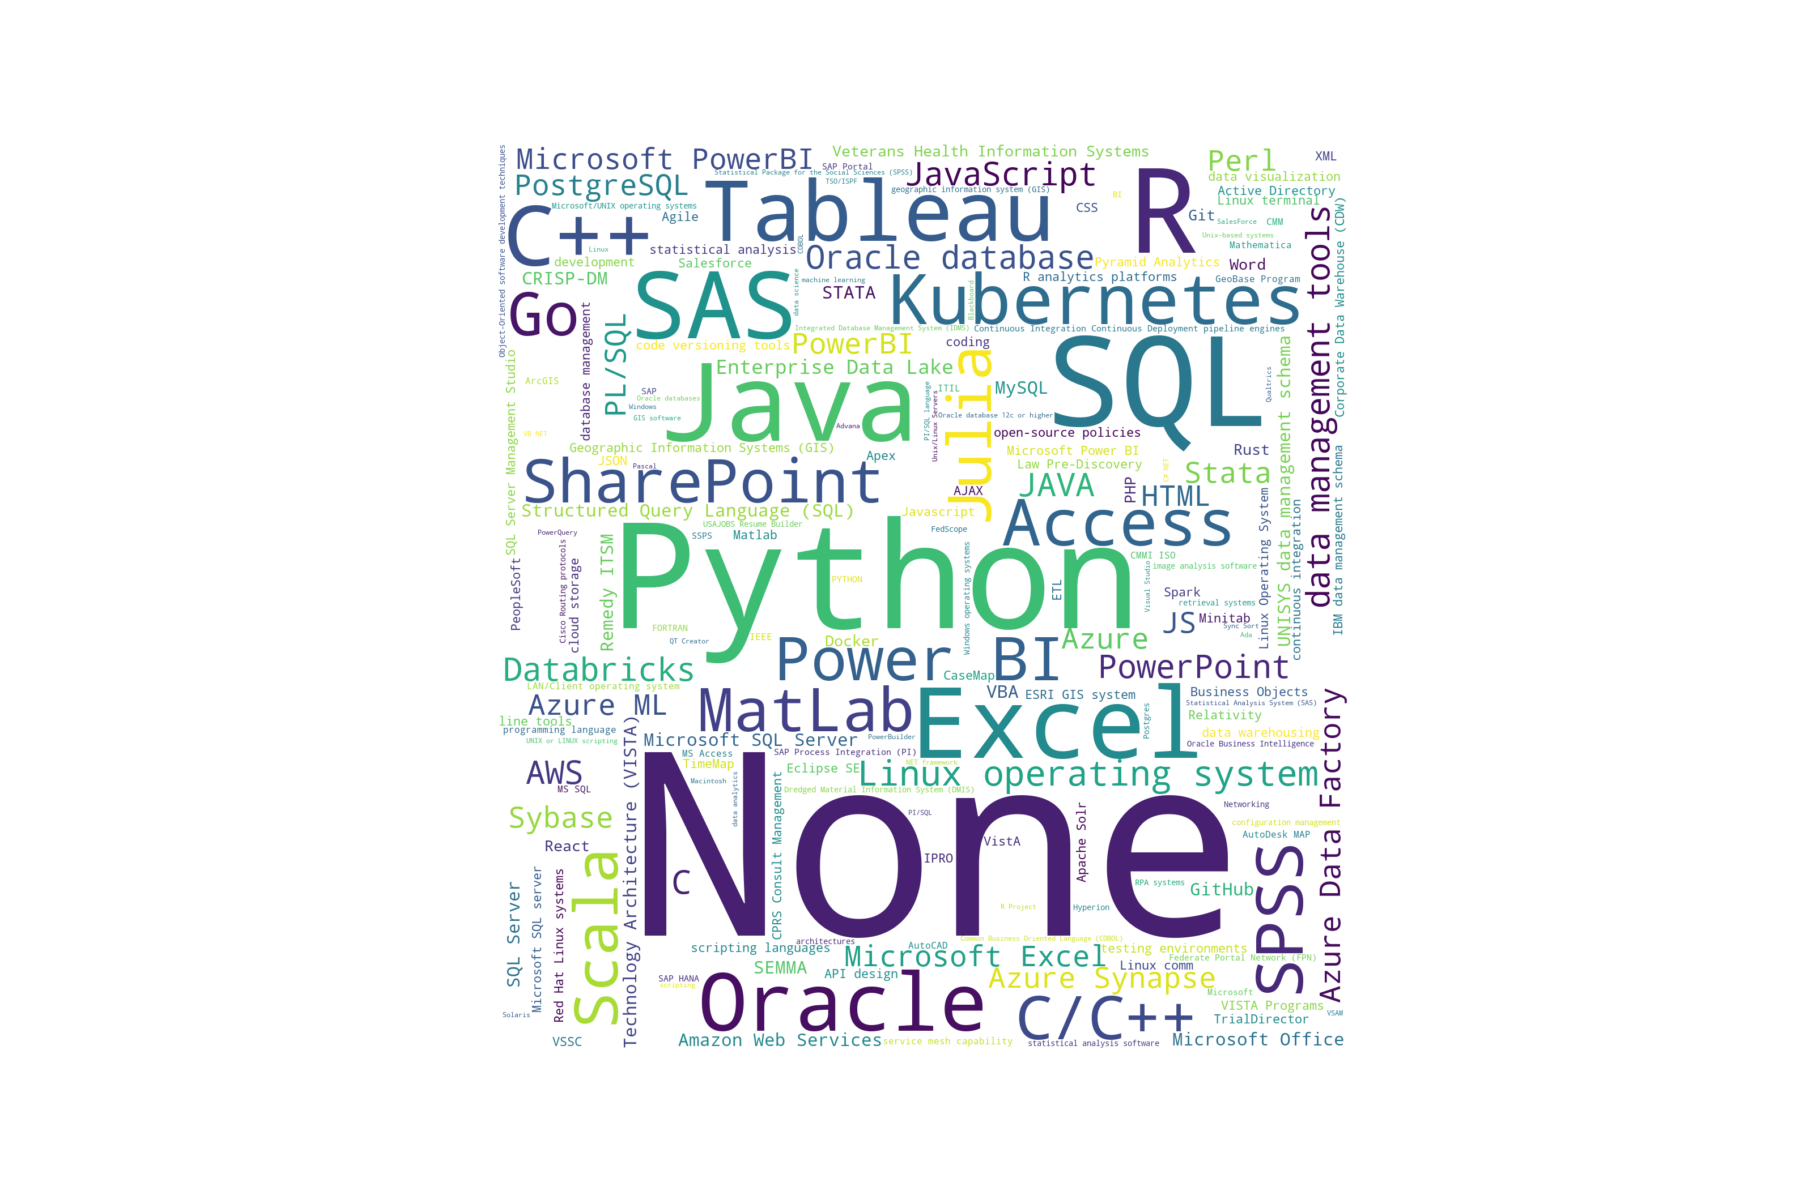 Object-Oriented software development techniques
Microsoft PowerBI
SAP Portal
Veterans Health Information Systems
Statistical Package for the Social Sciences (SPSS)
TSO/ISPF
JavaScript
Perl
XML
PostgreSQL
Tableau
geographic information system (GIS)
BI
R
data visualization
Active Directory
Linux terminal
Microsoft/UNIX operating systems
Agile
C++
CSS
Git
SalesForce
CMM
Unix-based systems
Mathematica
Linux
statistical analysis
COBOL
Oracle database
Pyramid Analytics
Word
development
Salesforce
CRISP-DM
machine learning
R analytics platforms
GeoBase Program
data management tools
Corporate Data Warehouse (CDW)
SAS
data science
STATA
Blackboard
Kubernetes
Go
database management
PL/SQL
Integrated Database Management System (IDMS)
Continuous Integration Continuous Deployment pipeline engines
code versioning tools
PowerBI
coding
SQL
SQL Server Management Studio
ArcGIS
Enterprise Data Lake
Java
Julia
MySQL
ITIL
PI/SQL language
Unix/Linux Servers
Qualtrics
UNISYS data management schema
SAP
Oracle databases
Windows
GIS software
Advana
Oracle database 12c or higher
open-source policies
VB NET
Geographic Information Systems (GIS)
Microsoft Power BI
Rust
JSON
Pascal
Apex
Law Pre-Discovery
C# NET
Stata
SharePoint
AJAX
JAVA
PHP
HTML
IBM data management schema
Structured Query Language (SQL)
Javascript
Access
Linux Operating System
continuous integration
USAJOBS Resume Builder
PowerQuery
SSPS
Matlab
FedScope
Python
PYTHON
PeopleSoft
Cisco Routing protocols
cloud storage
Remedy ITSM
Windows operating systems
CMMI ISO
image analysis software
Visual Studio
ETL
Spark
retrieval systems
JS
Minitab
Sync Sort
Ada
FORTRAN
QT Creator
IEEE
Docker
Azure
Databricks
Power BI
PowerPoint
CaseMap
LAN/Client operating system
Azure ML
MatLab
Excel
VBA
ESRI GIS system
Business Objects
Statistical Analysis System (SAS)
Postgres
Relativity
line tools
programming language
UNIX or LINUX scripting
Technology Architecture (VISTA)
Microsoft SQL Server
PowerBuilder
data warehousing
Oracle Business Intelligence
MS Access
SAP Process Integration (PI)
TimeMap
Macintosh
data analytics
Eclipse SE
NET framework
Linux operating system
Azure Data Factory
AWS
MS SQL
None
CPRS Consult Management
Dredged Material Information System (DMIS)
PI/SQL
Networking
Sybase
Apache Solr
configuration management
AutoDesk MAP
React
VistA
IPRO
Scala
C
SPSS
RPA systems
GitHub
SQL Server
Microsoft SQL server
Red Hat Linux systems
R Project
Hyperion
architectures
scripting languages
AutoCAD
Common Business Oriented Language (COBOL)
testing environments
Microsoft Excel
Federate Portal Network (FPN)
SEMMA
API design
Linux comm
SAP HANA
scripting
Azure Synapse
Oracle
C/C++
Microsoft
VISTA Programs
Solaris
TrialDirector
VSAM
VSSC
Amazon Web Services
service mesh capability
statistical analysis software
Microsoft Office